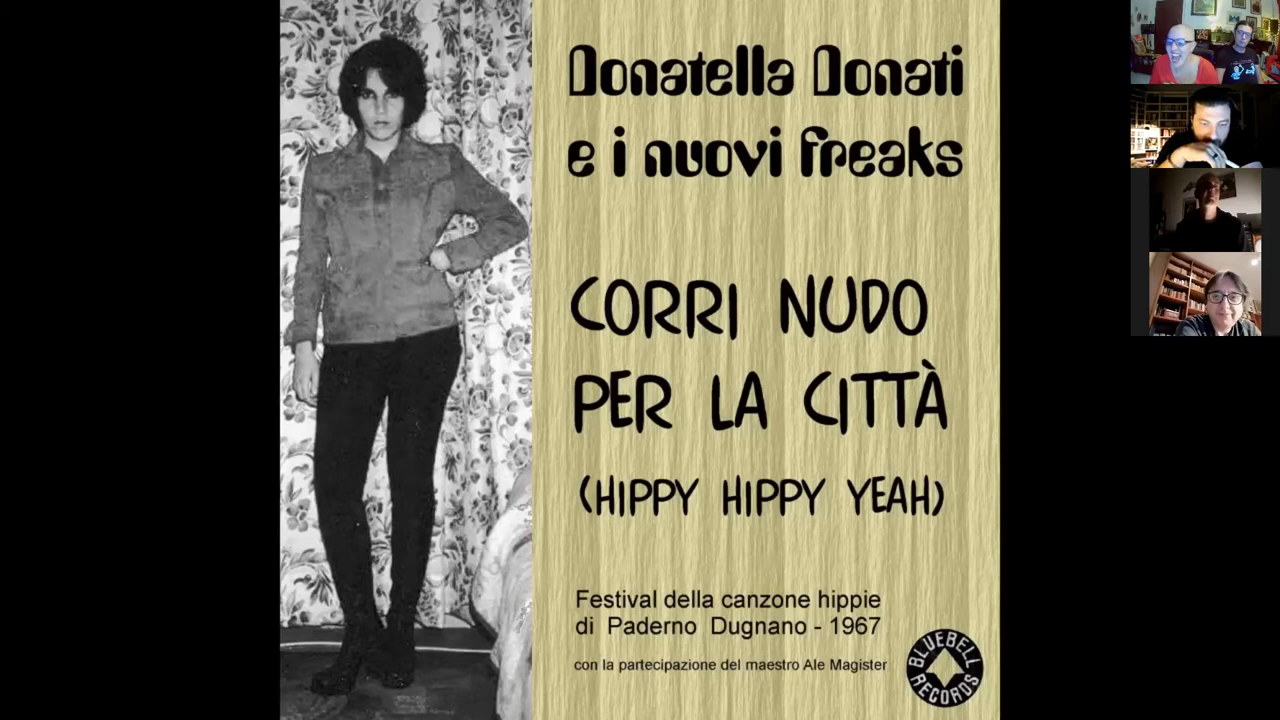 Donatella Donati
e i nuovi freaks
CORRI NUDO
PER LA CITTÀ
(HIPPY HIPPY YEAH)
Festival della canzone hippie
di Paderno Dugnano - 1967
con la partecipazione del maestro Ale Magister
BLUEBELL
RECORDS